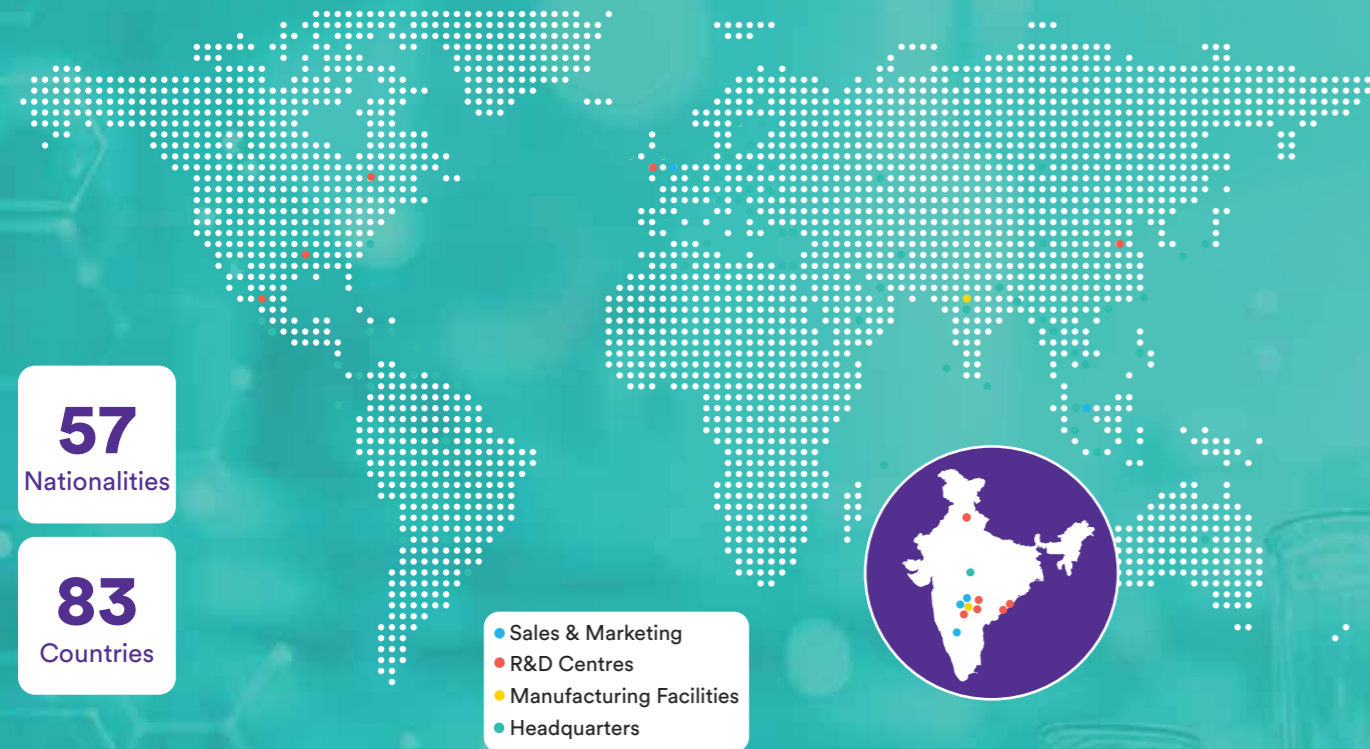 57
Nationalities
83
Countries
Sales & Marketing
R&D Centres
Manufacturing Facilities
Headquarters